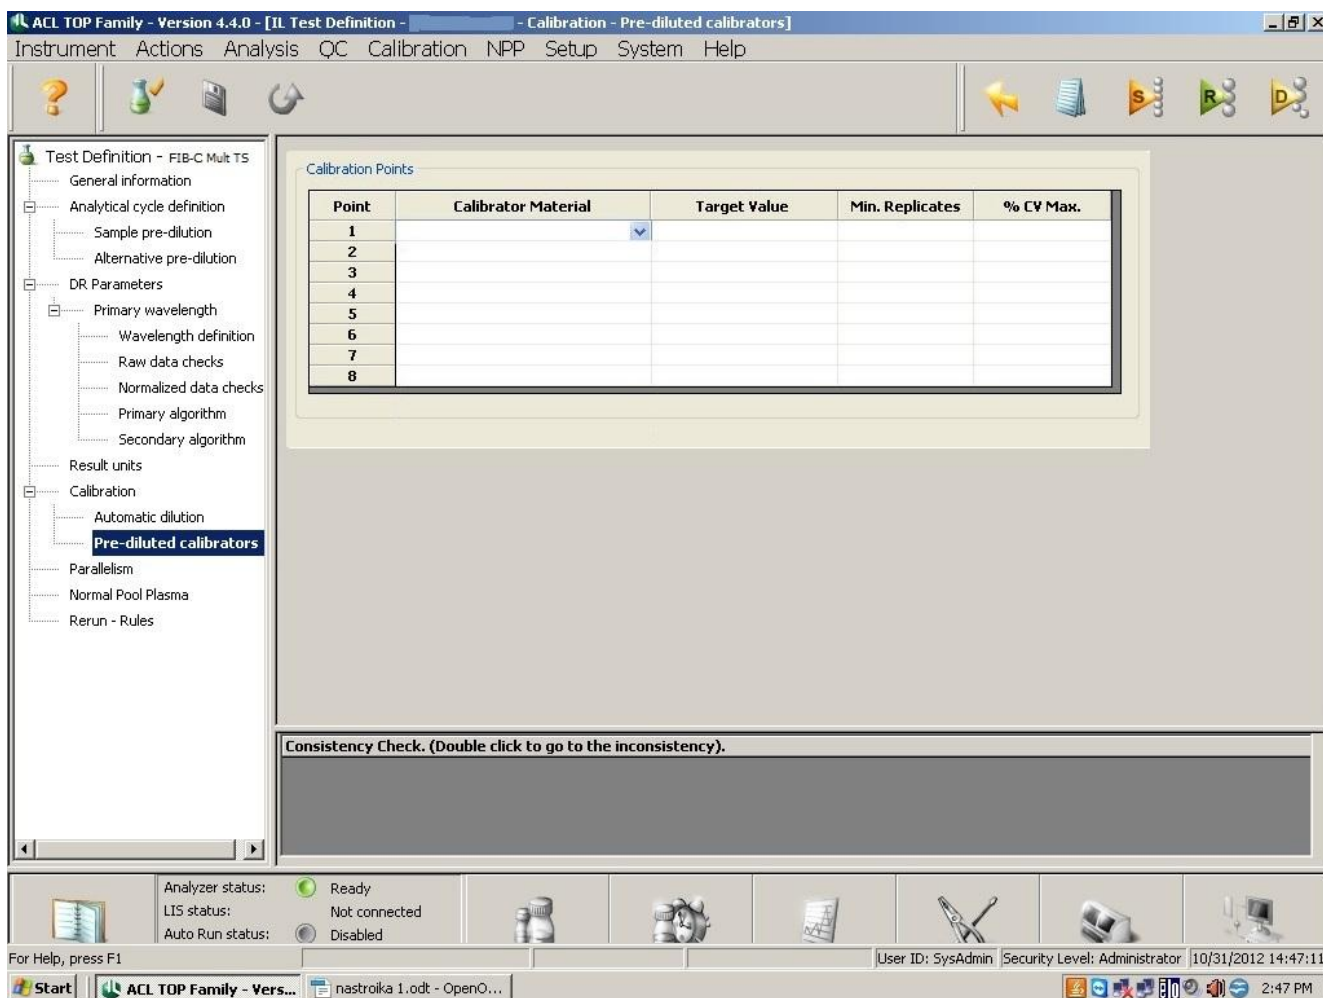 ACL TOP Family - Version 4.4.0 - [IL Test Definition - - Calibration - Pre-diluted calibrators]
Instrument Actions Analysis QC Calibration NPP Setup System Help
S R D
Test Definition - FIB-C Mult TS
General information
Analytical cycle definition
Sample pre-dilution
Alternative pre-dilution
DR Parameters
Primary wavelength
Wavelength definition
Raw data checks
Normalized data checks
Primary algorithm
Secondary algorithm
Result units
Calibration
Automatic dilution
Pre-diluted calibrators
Parallelism
Normal Pool Plasma
Rerun - Rules
Calibration Points
Point Calibrator Material Target Value Min. Replicates % CV Max.
1
2
3
4
5
6
7
8
Consistency Check. (Double click to go to the inconsistency).
Analyzer status: Ready
LIS status: Not connected
Auto Run status: Disabled
For Help, press F1 User ID: SysAdmin Security Level: Administrator 10/31/2012 14:47:11
Start ACL TOP Family - Vers... nastroika 1.odt - OpenO... 2:47 PM